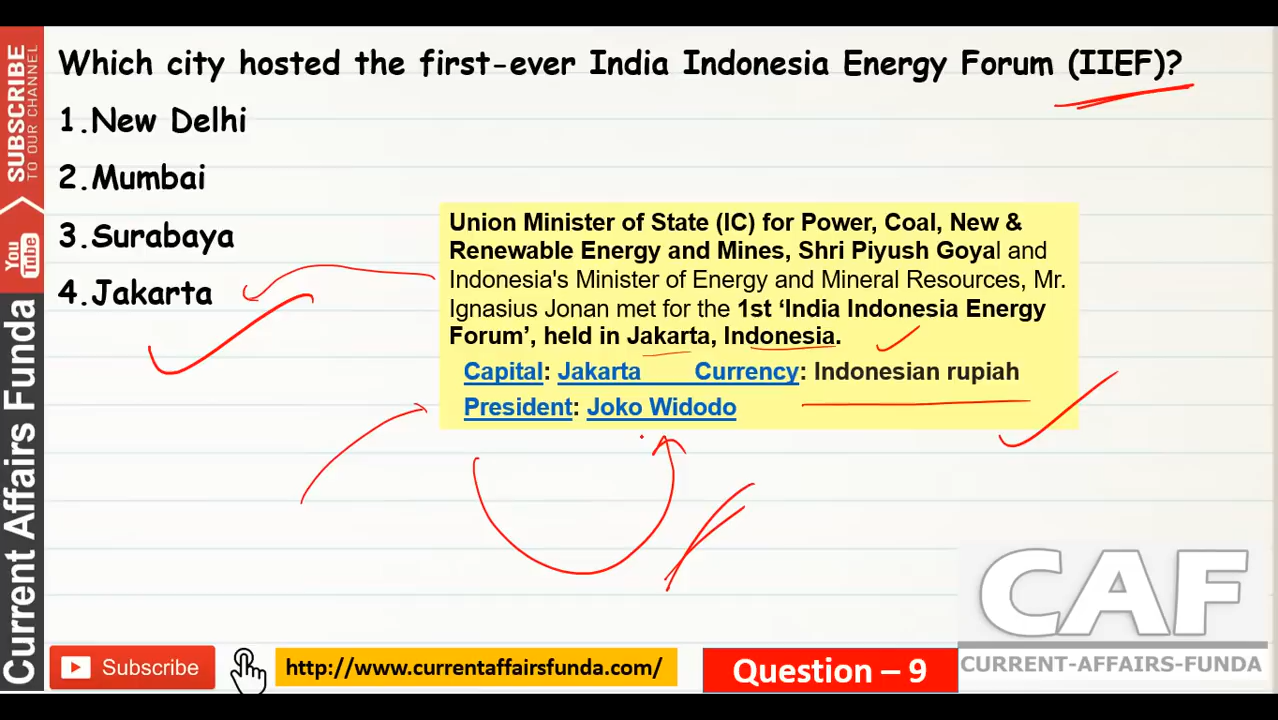 Which city hosted the first-ever India Indonesia Energy Forum (IIEF)?
1.New Delhi
2.Mumbai
3.Surabaya
4.Jakarta
Union Minister of State (IC) for Power, Coal, New &
Renewable Energy and Mines, Shri Piyush Goyal and
Indonesia's Minister of Energy and Mineral Resources, Mr.
Ignasius Jonan met for the 1st ‘India Indonesia Energy
Forum’, held in Jakarta, Indonesia.
Capital: Jakarta Currency: Indonesian rupiah
President: Joko Widodo
SUBSCRIBE
TO OUR CHANNEL
You
Tube
Current Affairs Funda
CAF
CURRENT-AFFAIRS-FUNDA
Subscribe
http://www.currentaffairsfunda.com/
Question – 9